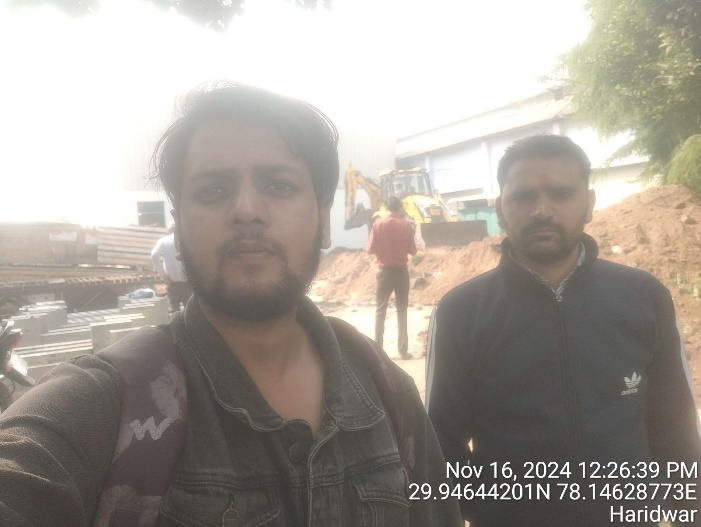 adidas
Nov 16, 2024 12:26:39 PM
29.94644201N 78.14628773E
Haridwar